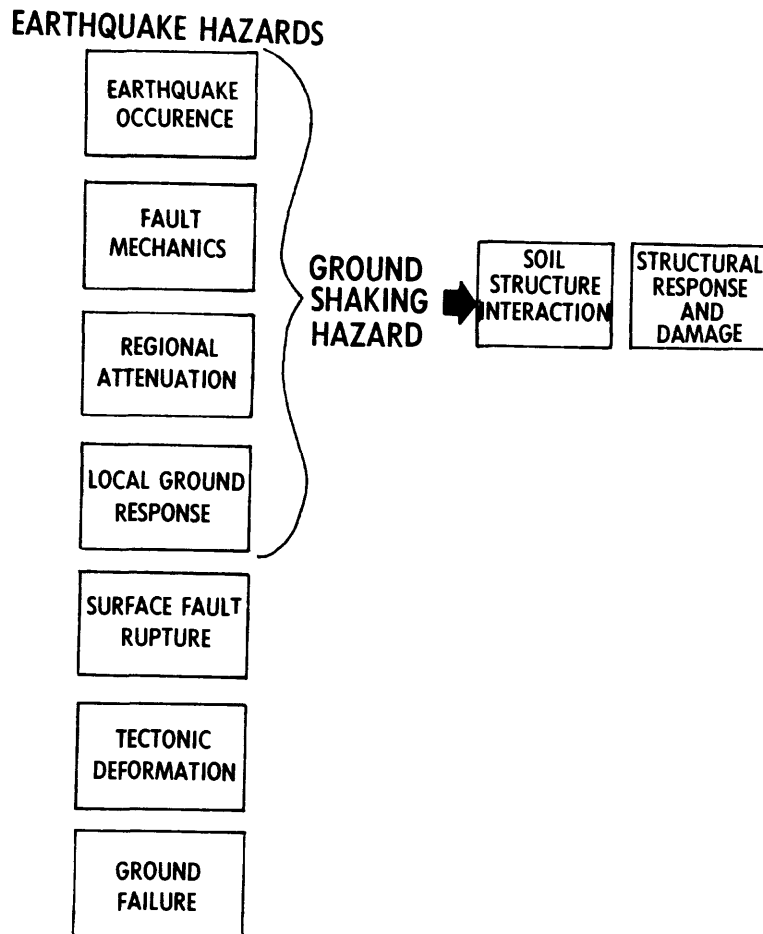 EARTHQUAKE HAZARDS
EARTHQUAKE
OCCURENCE
FAULT
MECHANICS
REGIONAL
ATTENUATION
LOCAL GROUND
RESPONSE
SURFACE FAULT
RUPTURE
TECTONIC
DEFORMATION
GROUND
FAILURE
GROUND
SHAKING
HAZARD
SOIL
STRUCTURE
INTERACTION
STRUCTURAL
RESPONSE
AND
DAMAGE